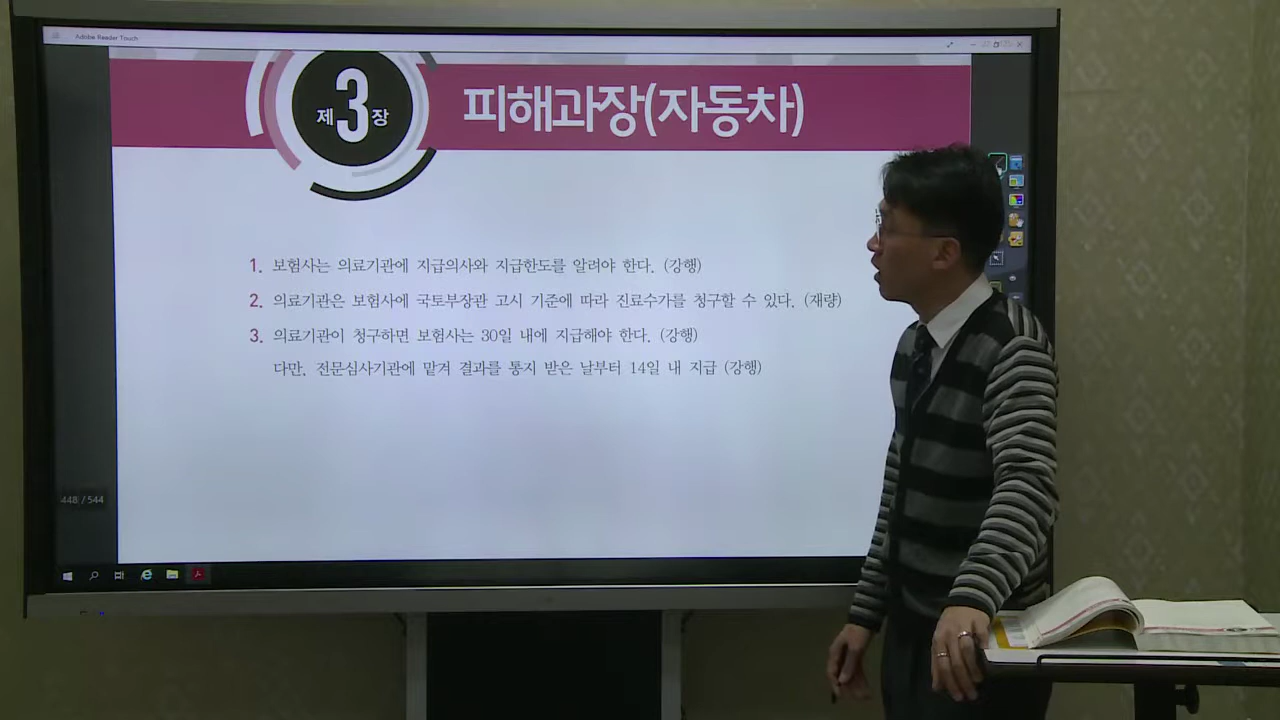 Adobe Reader Touch
제3장
피해과장(자동차)
1. 보험사는 의료기관에 지급의사와 지급한도를 알려야 한다. (강행)
2. 의료기관은 보험사에 국토부장관 고시 기준에 따라 진료수가를 청구할 수 있다. (재량)
3. 의료기관이 청구하면 보험사는 30일 내에 지급해야 한다. (강행)
다만, 전문심사기관에 맡겨 결과를 통지 받은 날부터 14일 내 지급 (강행)
448 / 544